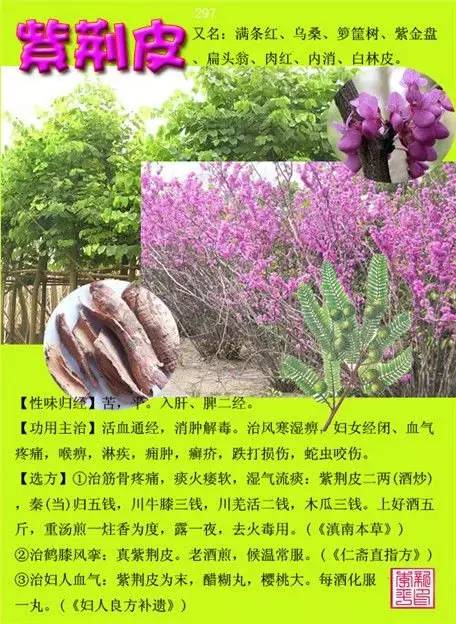 297
紫荆皮
又名：满条红、乌桑、箩筐树、紫金盘
、扁头翁、肉红、内消、白林皮。
【性味归经】苦，平。入肝、脾二经。
【功用主治】活血通经，消肿解毒。治风寒湿痹，妇女经闭、血气
疼痛，喉痹，淋疾，痈肿，癣疥，跌打损伤，蛇虫咬伤。
【选方】①治筋骨疼痛，痰火痿软，湿气流痰：紫荆皮二两(酒炒)
，秦(当)归五钱，川牛膝三钱，川羌活二钱，木瓜三钱。上好酒五
斤，重汤煎一炷香为度，露一夜，去火毒用。(《滇南本草》)
②治鹤膝风挛：真紫荆皮。老酒煎，候温常服。(《仁斋直指方》)
③治妇人血气：紫荆皮为末，醋糊丸，樱桃大。每酒化服
一丸。(《妇人良方补遗》)